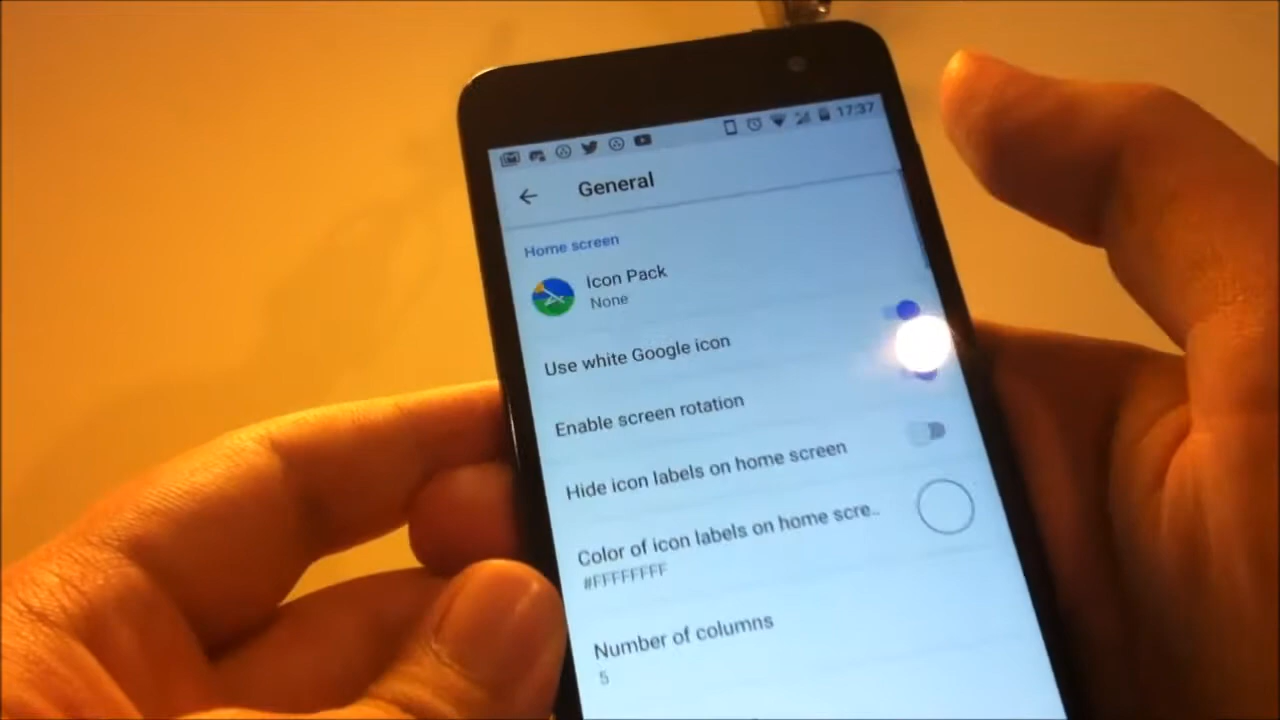 17:37
General
Home screen
Icon Pack
None
Use white Google icon
Enable screen rotation
Hide icon labels on home screen
Color of icon labels on home scre..
#FFFFFFFF
Number of columns
5